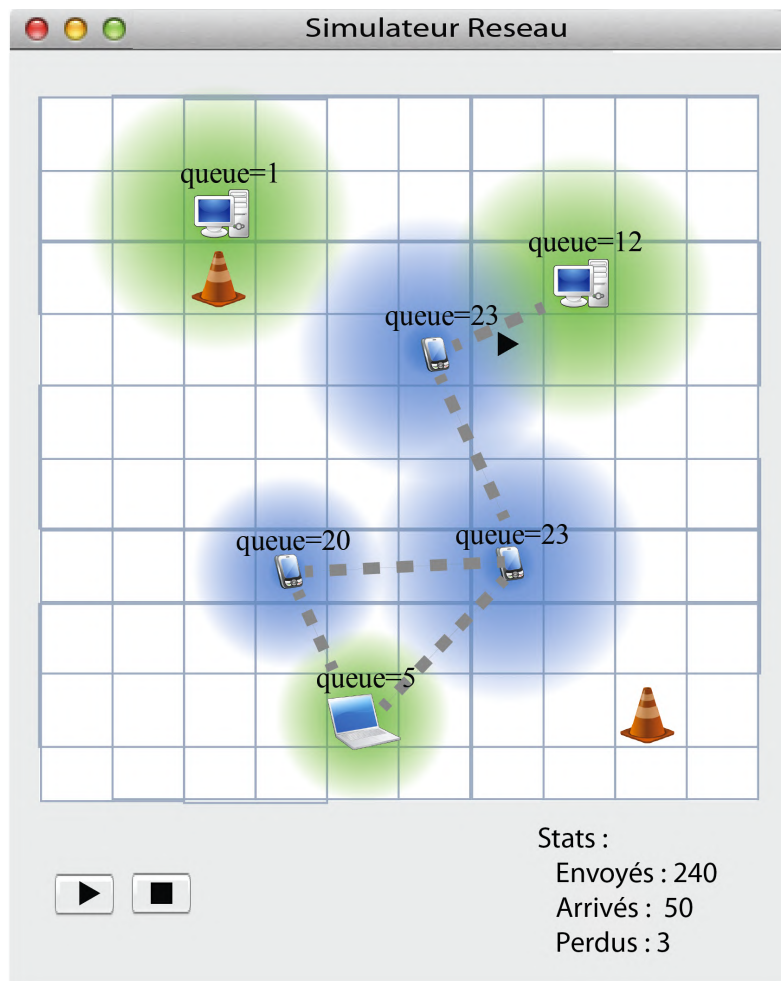 Simulateur Reseau
queue=1
queue=12
queue=23
queue=23
queue=20
queue=5
Stats :
Envoyés : 240
Arrivés : 50
Perdus : 3